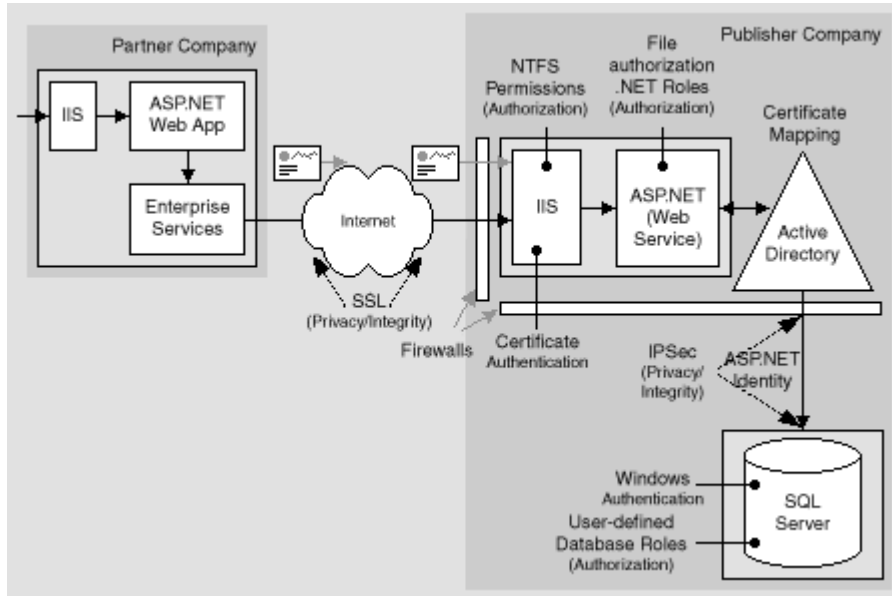 Partner Company
IIS
ASP.NET
Web App
Enterprise
Services
Internet
SSL
(Privacy/Integrity)
Firewalls
Publisher Company
NTFS
Permissions
(Authorization)
File
authorization
.NET Roles
(Authorization)
Certificate
Mapping
IIS
ASP.NET
(Web
Service)
Active
Directory
Certificate
Authentication
IPSec
(Privacy/
Integrity)
ASP.NET
Identity
Windows
Authentication
User-defined
Database Roles
(Authorization)
SQL
Server